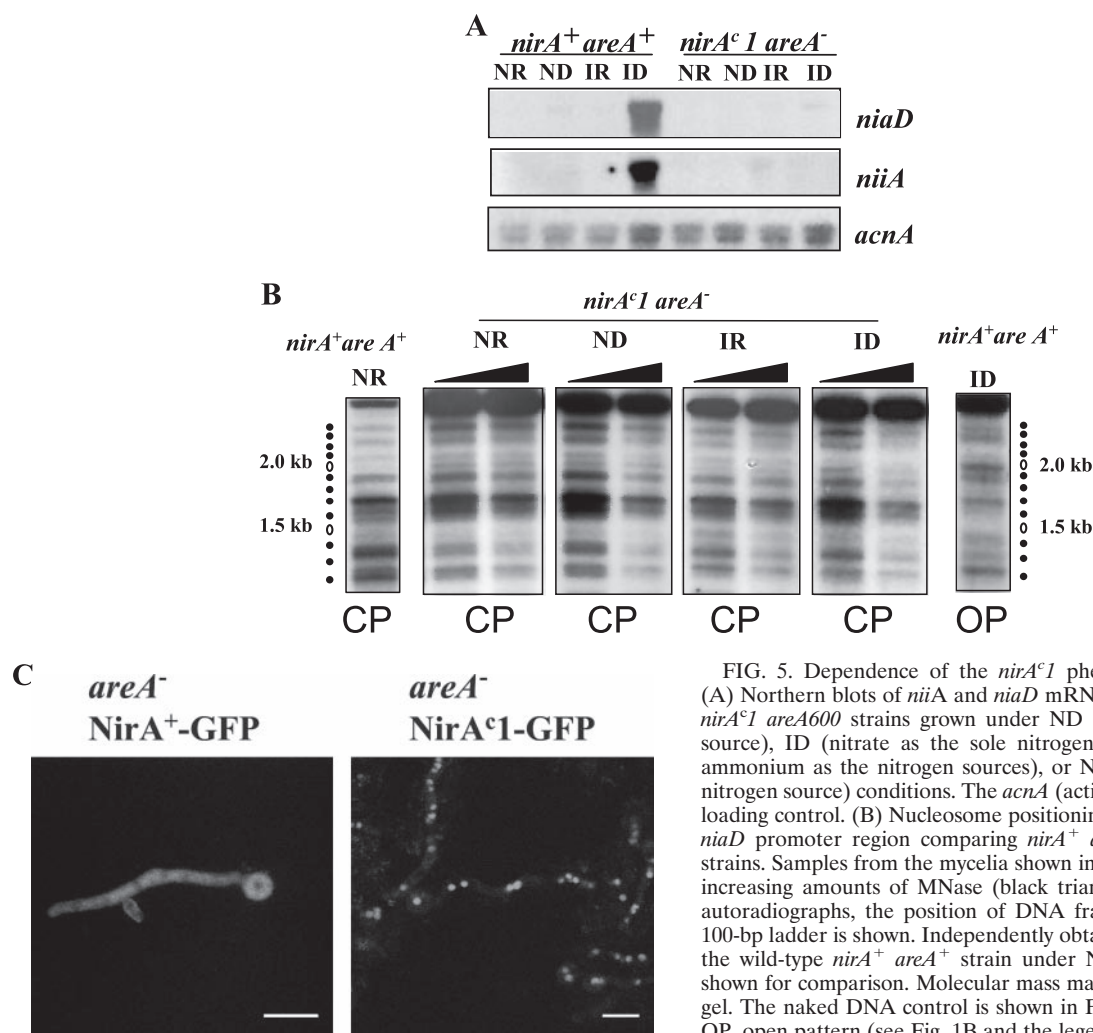 A
nirA+ areA+ nirAc 1 areA-
NR ND IR ID NR ND IR ID
niaD
niiA
acnA
B
nirAc1 areA-
nirA+are A+ NR ND IR ID nirA+are A+
NR ID
2.0 kb 2.0 kb
1.5 kb 1.5 kb
CP CP CP CP CP OP
C
areA-
NirA+-GFP
areA-
NirAc1-GFP
FIG. 5. Dependence of the nirAc1 phe
(A) Northern blots of niiA and niaD mRN
nirAc1 areA600 strains grown under ND
source), ID (nitrate as the sole nitrogen
ammonium as the nitrogen sources), or N
nitrogen source) conditions. The acnA (acti
loading control. (B) Nucleosome positionin
niaD promoter region comparing nirA+ a
strains. Samples from the mycelia shown in
increasing amounts of MNase (black trian
autoradiographs, the position of DNA fra
100-bp ladder is shown. Independently obta
the wild-type nirA+ areA+ strain under N
shown for comparison. Molecular mass ma
gel. The naked DNA control is shown in F
OP, open pattern (see Fig. 1B and the lege